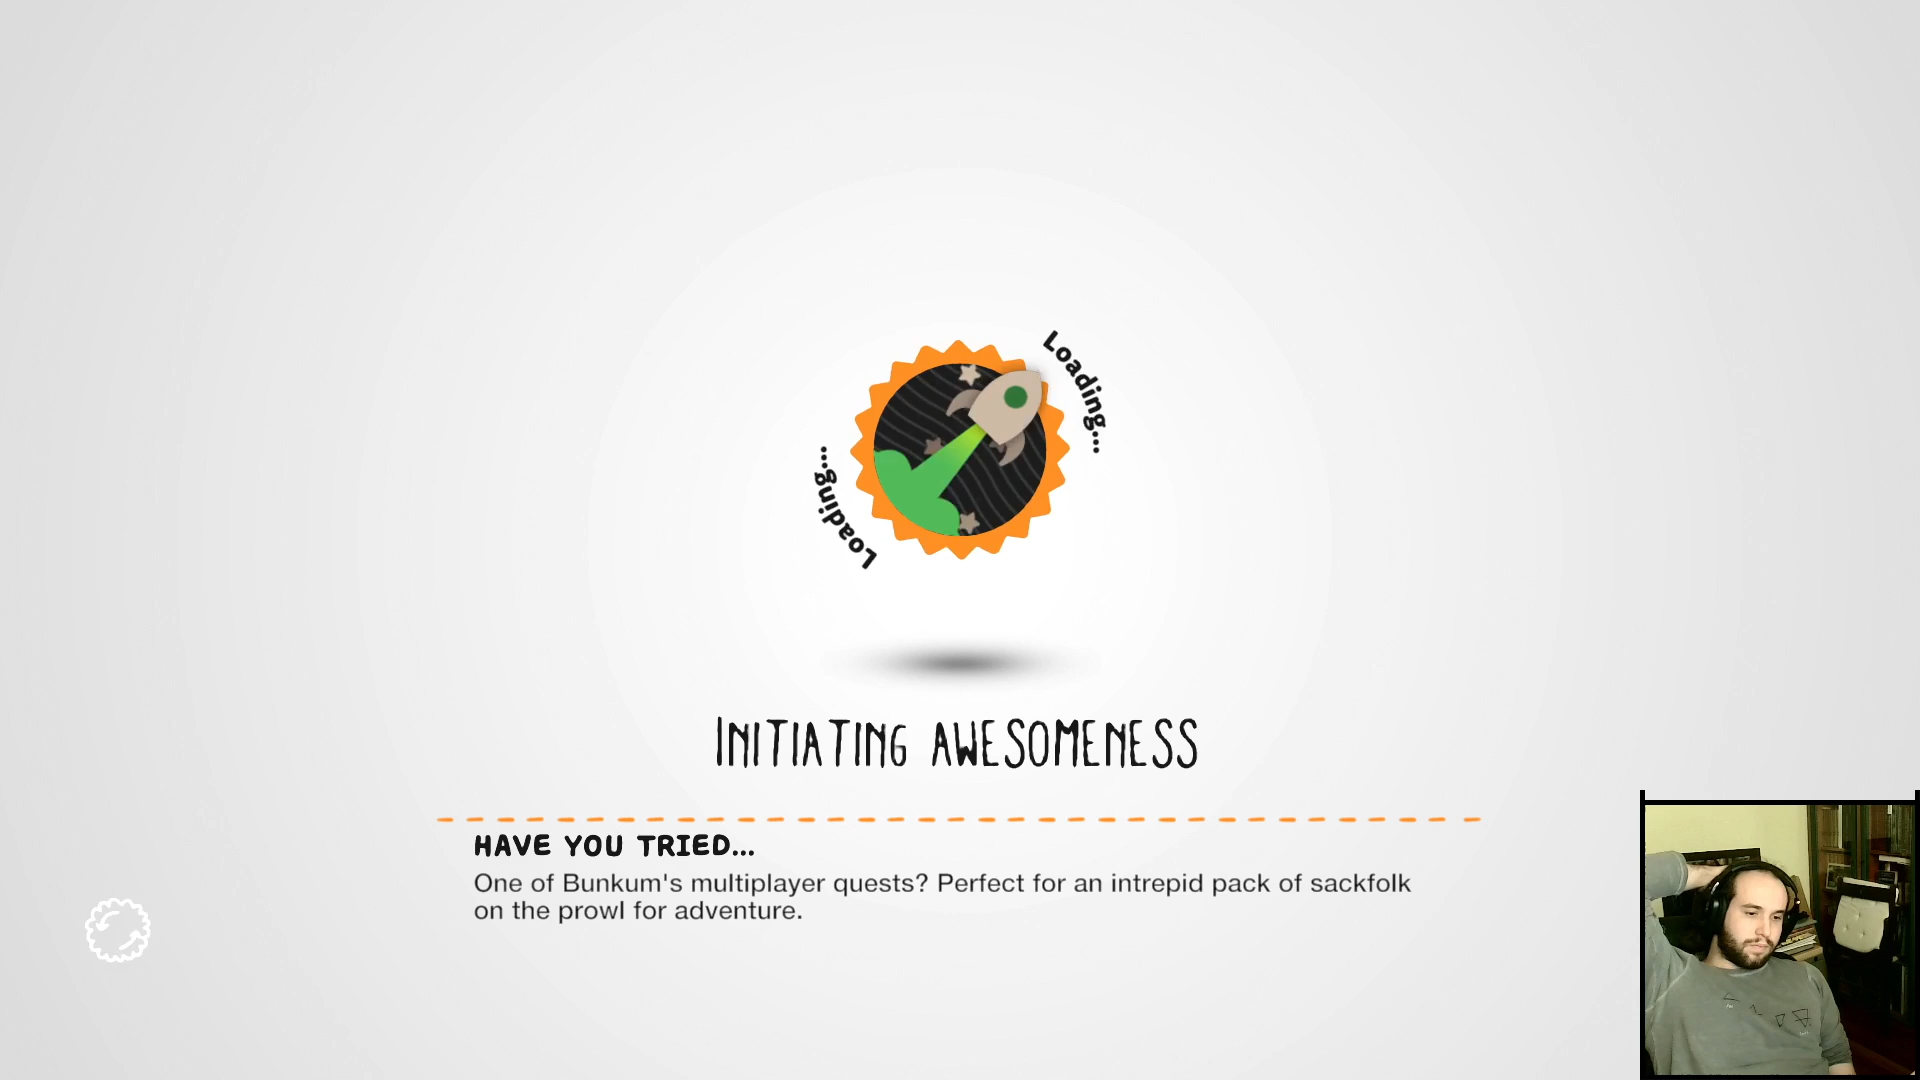 Loading...
Loading...
INITIATING AWESOMENESS
HAVE YOU TRIED...
One of Bunkum's multiplayer quests? Perfect for an intrepid pack of sackfolk
on the prowl for adventure.